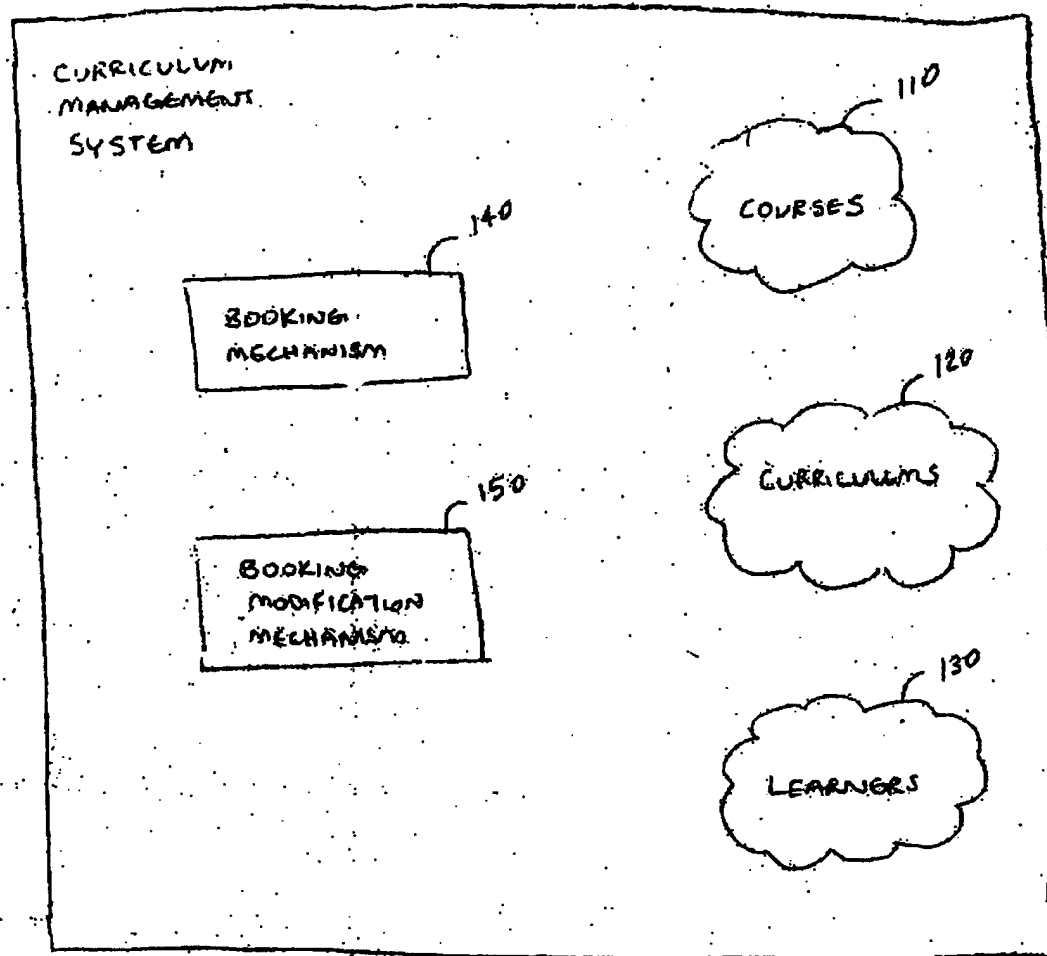 CURRICULUM
MANAGEMENT
SYSTEM
110
COURSES
140
BOOKING
MECHANISM
120
CURRICULUMS
150
BOOKING
MODIFICATION
MECHANISM
130
LEARNERS